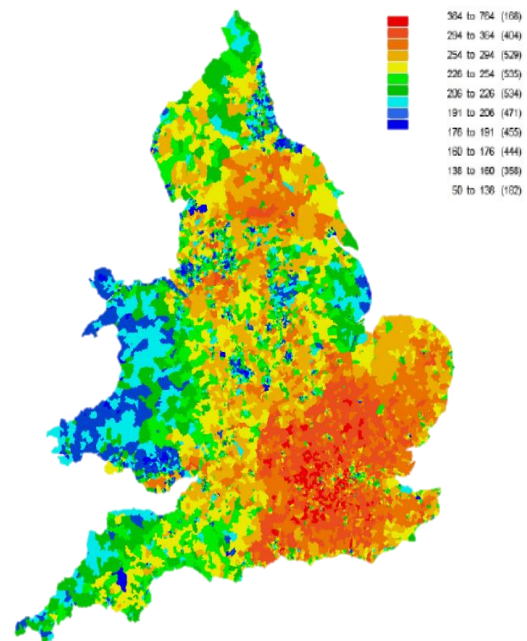 364 to 764 (168)
294 to 364 (404)
254 to 294 (529)
226 to 254 (535)
206 to 226 (534)
191 to 206 (471)
176 to 191 (455)
160 to 176 (444)
138 to 160 (358)
50 to 138 (182)